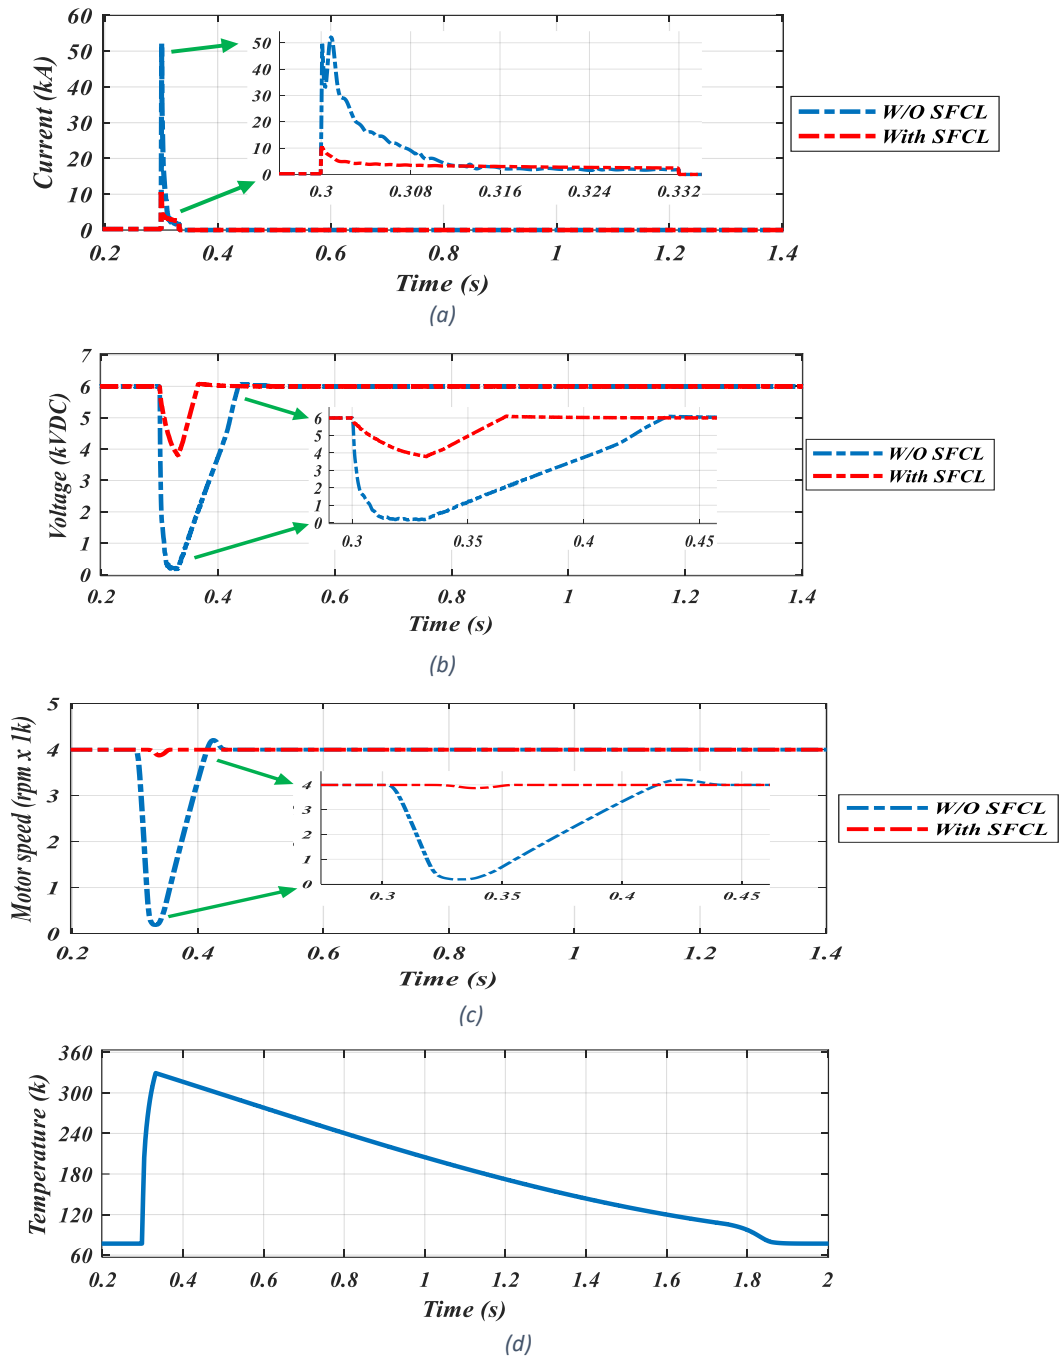 60
50
40
30
20
10
0
Current (kA)
50
40
30
20
10
0
0.3 0.308 0.316 0.324 0.332
W/O SFCL
With SFCL
0.2 0.4 0.6 0.8 1 1.2 1.4
Time (s)
(a)
7
6
5
4
3
2
1
0
Voltage (kVDC)
6
5
4
3
2
1
0
0.3 0.35 0.4 0.45
W/O SFCL
With SFCL
0.2 0.4 0.6 0.8 1 1.2 1.4
Time (s)
(b)
5
4
3
2
1
0
Motor speed (rpm x 1k)
4
3
2
1
0
0.3 0.35 0.4 0.45
W/O SFCL
With SFCL
0.2 0.4 0.6 0.8 1 1.2 1.4
Time (s)
(c)
360
300
240
180
120
60
Temperature (k)
0.2 0.4 0.6 0.8 1 1.2 1.4 1.6 1.8 2
Time (s)
(d)